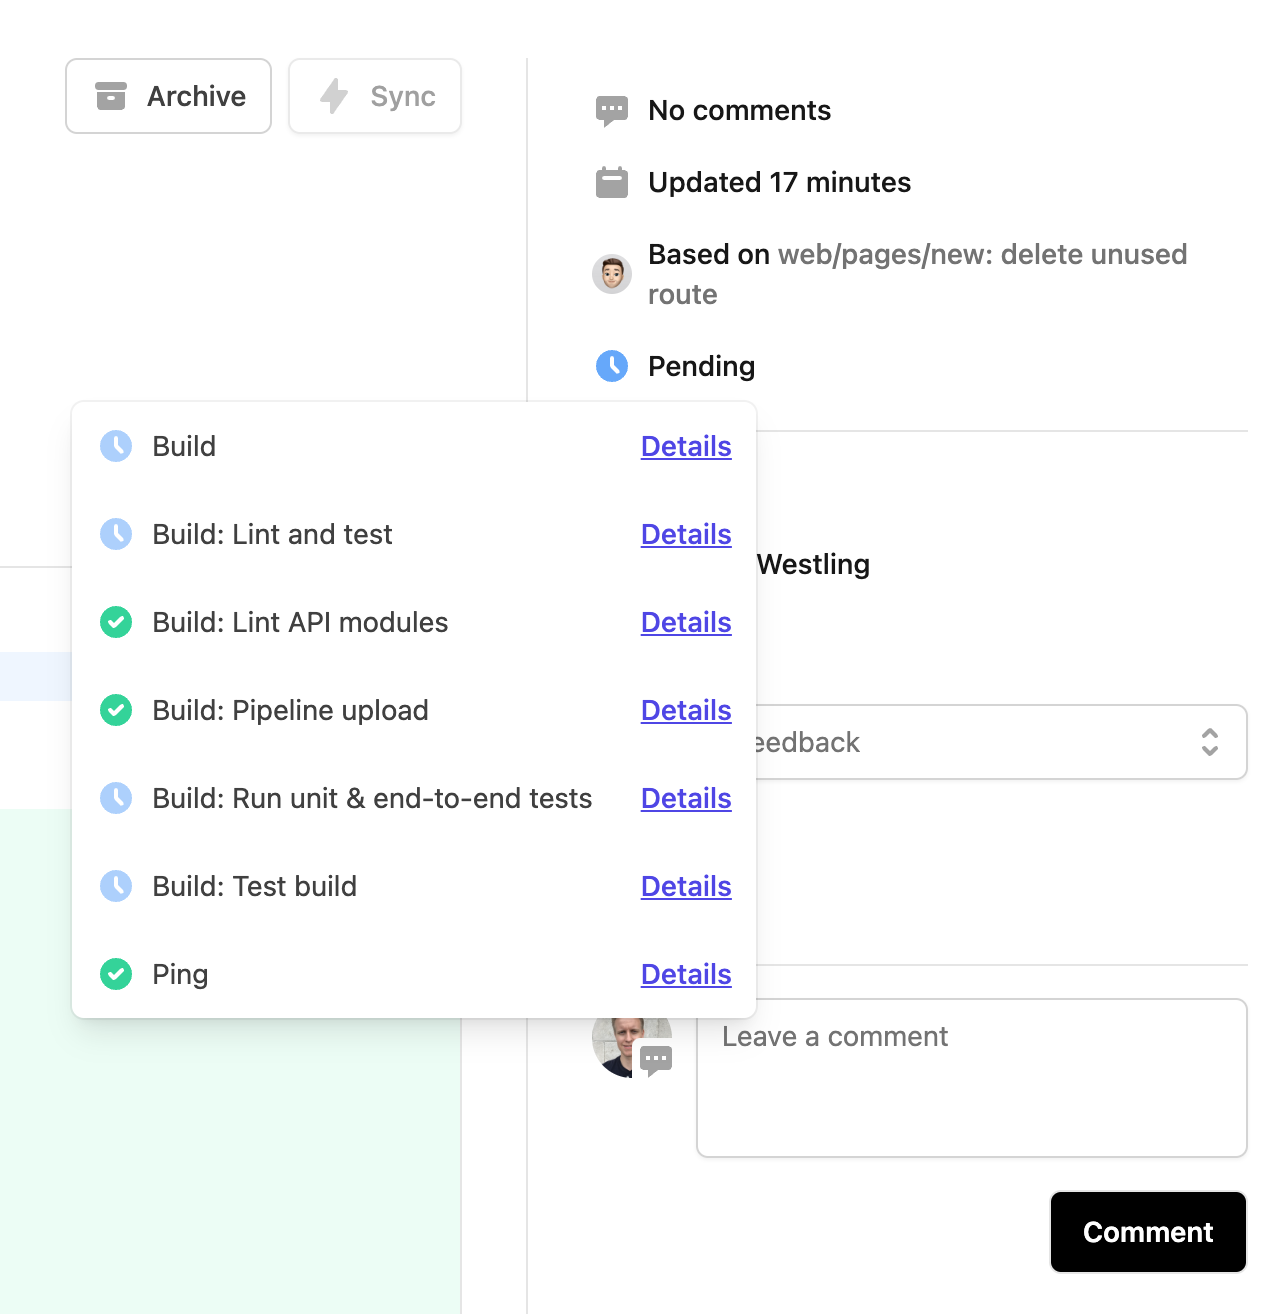 Archive
Sync
No comments
Updated 17 minutes
Based on web/pages/new: delete unused
route
Pending
Build Details
Build: Lint and test Details
Build: Lint API modules Details
Build: Pipeline upload Details
Build: Run unit & end-to-end tests Details
Build: Test build Details
Ping Details
Westling
eedback
Leave a comment
Comment